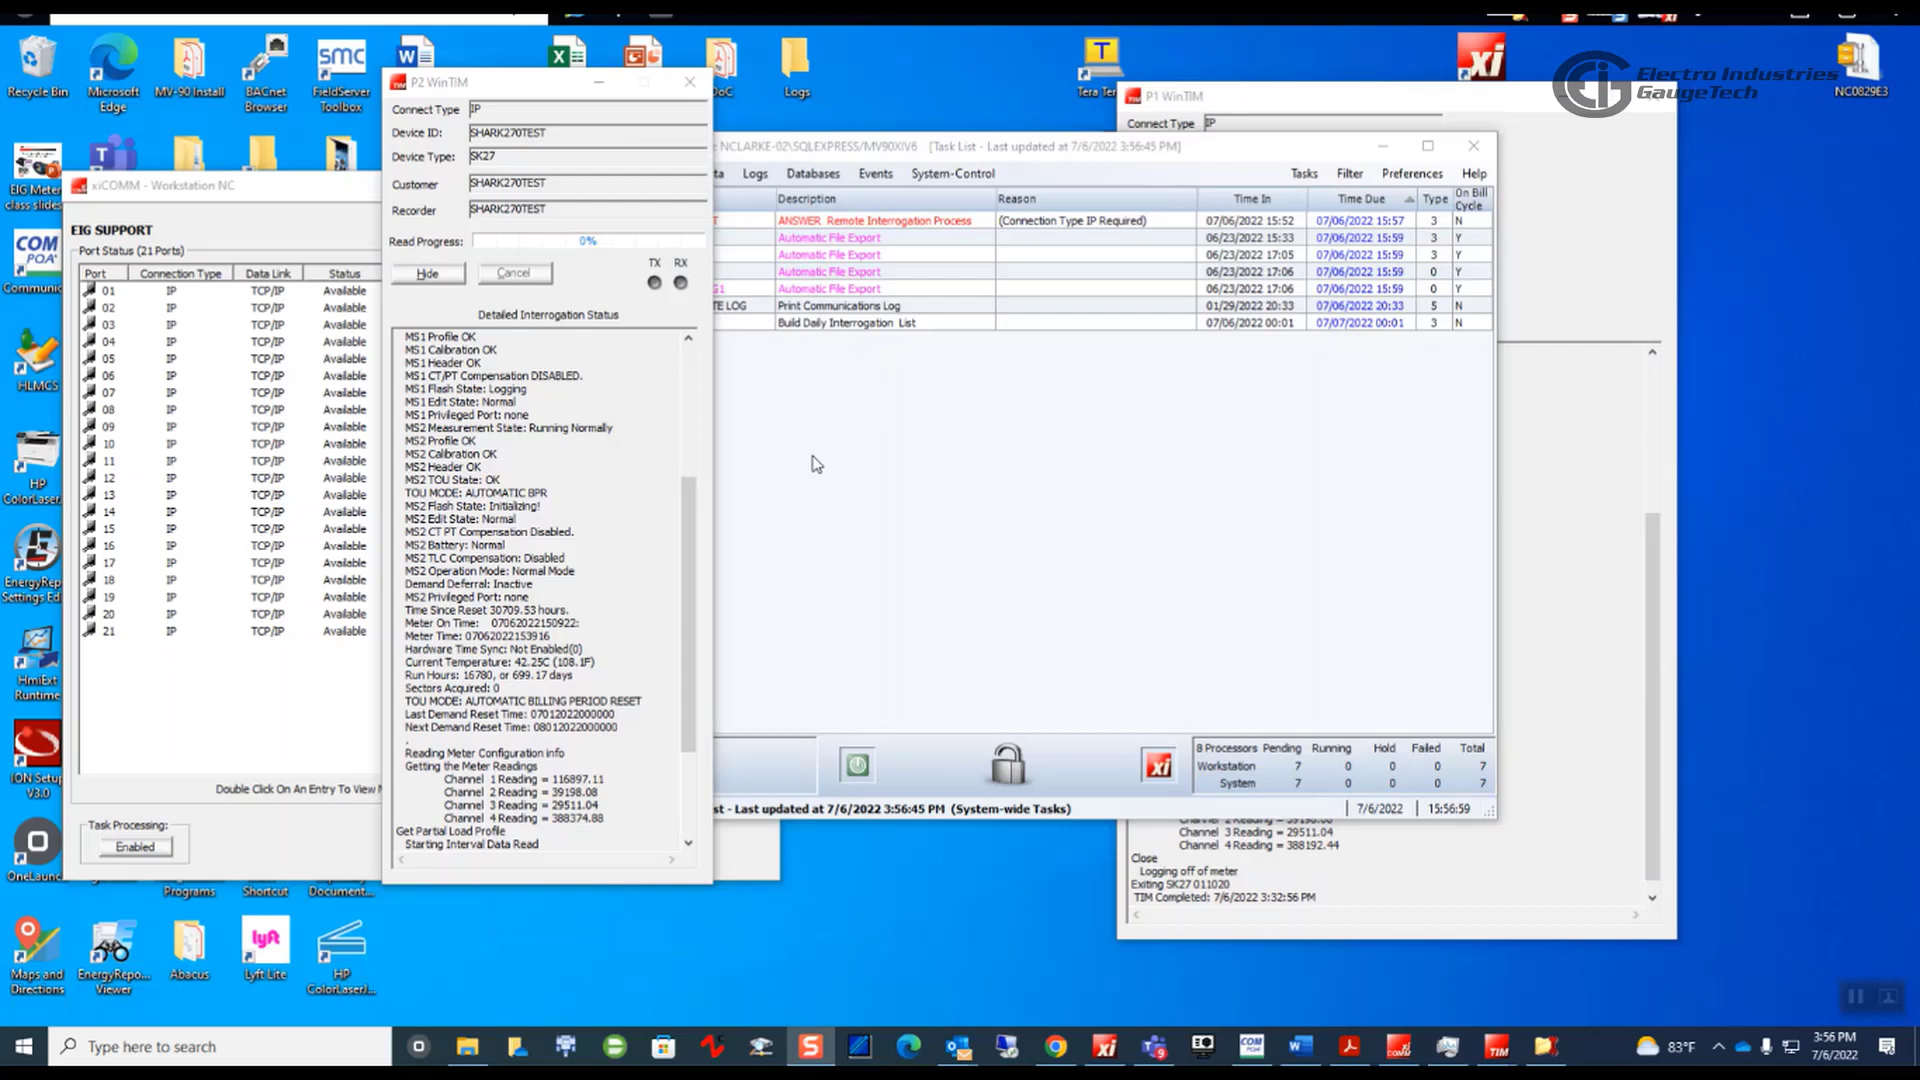 Recycle Bin
Microsoft Edge
MV-90 Install
BACnet Browser
smc
FieldServer Toolbox
DoC
Logs
T
Tera Ter
xi
EiG Electro Industries
GaugeTech
NC0829E3
P2 WinTIM
Connect Type IP
Device ID: SHARK270TEST
Device Type: SK27
Customer SHARK270TEST
Recorder SHARK270TEST
Read Progress: 0%
Hide Cancel TX RX
Detailed Interrogation Status
MS1 Profile OK
MS1 Calibration OK
MS1 Header OK
MS1 CT/PT Compensation DISABLED.
MS1 Flash State: Logging
MS1 Edit State: Normal
MS1 Privileged Port: none
MS2 Measurement State: Running Normally
MS2 Profile OK
MS2 Calibration OK
MS2 Header OK
MS2 TOU State: OK
TOU MODE: AUTOMATIC BPR
MS2 Flash State: Initializing!
MS2 Edit State: Normal
MS2 CT PT Compensation Disabled.
MS2 Battery: Normal
MS2 TLC Compensation: Disabled
MS2 Operation Mode: Normal Mode
Demand Deferral: Inactive
MS2 Privileged Port: none
Time Since Reset 30709.53 hours.
Meter On Time: 07062022150922:
Meter Time: 07062022153916
Hardware Time Sync: Not Enabled(0)
Current Temperature: 42.25C (108.1F)
Run Hours: 16780, or 699.17 days
Sectors Acquired: 0
TOU MODE: AUTOMATIC BILLING PERIOD RESET
Last Demand Reset Time: 07012022000000
Next Demand Reset Time: 08012022000000
.
Reading Meter Configuration info
Getting the Meter Readings
Channel 1 Reading = 116897.11
Channel 2 Reading = 39198.08
Channel 3 Reading = 29511.04
Channel 4 Reading = 388374.88
Get Partial Load Profile
Starting Interval Data Read
xiCOMM - Workstation NC
EIG SUPPORT
Port Status (21 Ports)
Port Connection Type Data Link Status
01 IP TCP/IP Available
02 IP TCP/IP Available
03 IP TCP/IP Available
04 IP TCP/IP Available
05 IP TCP/IP Available
06 IP TCP/IP Available
07 IP TCP/IP Available
08 IP TCP/IP Available
09 IP TCP/IP Available
10 IP TCP/IP Available
11 IP TCP/IP Available
12 IP TCP/IP Available
13 IP TCP/IP Available
14 IP TCP/IP Available
15 IP TCP/IP Available
16 IP TCP/IP Available
17 IP TCP/IP Available
18 IP TCP/IP Available
19 IP TCP/IP Available
20 IP TCP/IP Available
21 IP TCP/IP Available
Double Click On An Entry To View M
Task Processing:
Enabled
P1 WinTIM
Connect Type IP
: NCLARKE-02\SQLEXPRESS/MV90XIV6 [Task List - Last updated at 7/6/2022 3:56:45 PM]
ta Logs Databases Events System-Control Tasks Filter Preferences Help
Description Reason Time In Time Due Type On Bill Cycle
T ANSWER Remote Interrogation Process (Connection Type IP Required) 07/06/2022 15:52 07/06/2022 15:57 3 N
Automatic File Export 06/23/2022 15:33 07/06/2022 15:59 3 Y
Automatic File Export 06/23/2022 17:05 07/06/2022 15:59 3 Y
Automatic File Export 06/23/2022 17:06 07/06/2022 15:59 0 Y
G1 Automatic File Export 06/23/2022 17:06 07/06/2022 15:59 0 Y
TE LOG Print Communications Log 01/29/2022 20:33 07/06/2022 20:33 5 N
Build Daily Interrogation List 07/06/2022 00:01 07/07/2022 00:01 3 N
xi
8 Processors Pending Running Hold Failed Total
Workstation 7 0 0 0 7
System 7 0 0 0 7
st - Last updated at 7/6/2022 3:56:45 PM (System-wide Tasks) 7/6/2022 15:56:59
Channel 3 Reading = 29511.04
Channel 4 Reading = 388192.44
Close
Logging off of meter
Exiting SK27 011020
TIM Completed: 7/6/2022 3:32:56 PM
EIG Meter class slides
COM PQA
Communic
HLMCS
HP ColorLaser
EnergyRep Settings Ed
HmiExt Runtime
ION Setup V3.0
OneLaunc
Programs
Shortcut
Document...
Maps and Directions
EnergyRepo... Viewer
Abacus
lyft
Lyft Lite
HP ColorLaserJ...
Type here to search
83°F
3:56 PM
7/6/2022